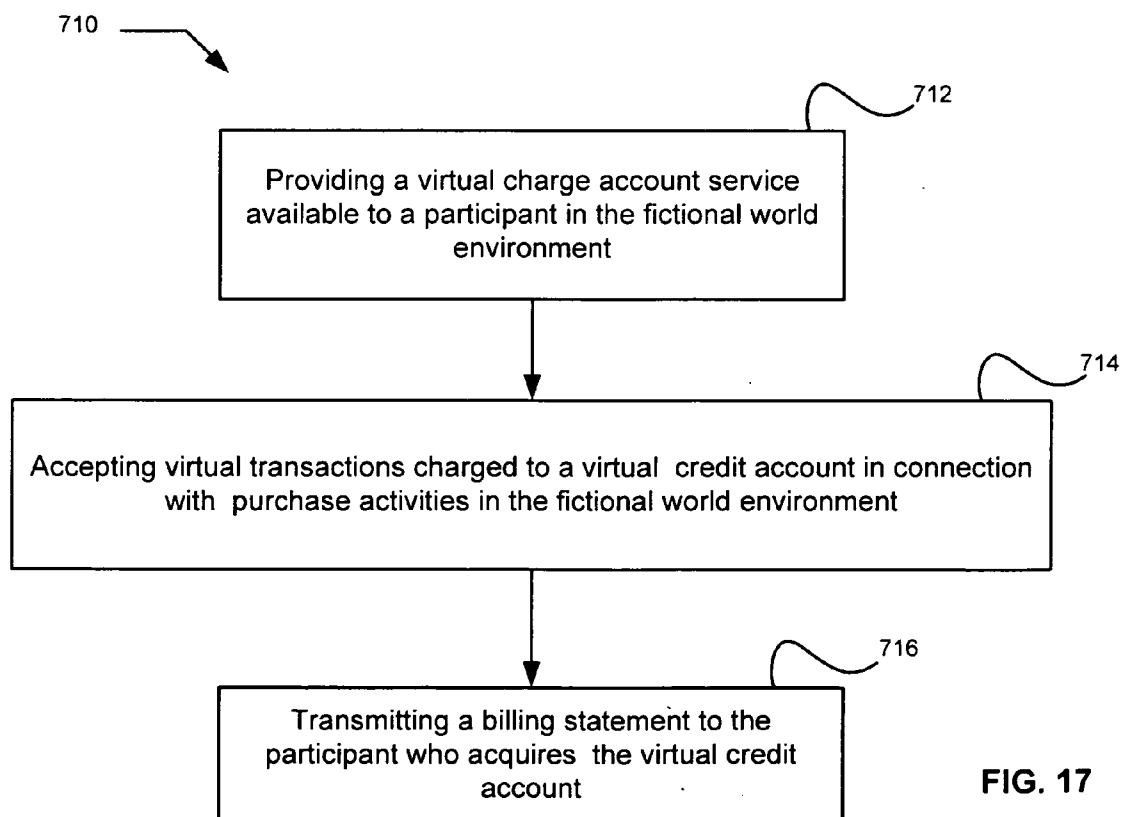 710
712
Providing a virtual charge account service
available to a participant in the fictional world
environment
714
Accepting virtual transactions charged to a virtual credit account in connection
with purchase activities in the fictional world environment
716
Transmitting a billing statement to the
participant who acquires the virtual credit
account
FIG. 17